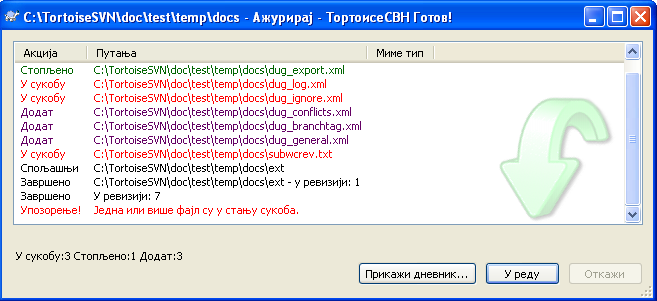 C:\TortoiseSVN\doc\test\temp\docs - Ажурирај - ТортоисеСВН Готов!
Акција Путања Миме тип
Стопљено C:\TortoiseSVN\doc\test\temp\docs\dug_export.xml
У сукобу C:\TortoiseSVN\doc\test\temp\docs\dug_log.xml
У сукобу C:\TortoiseSVN\doc\test\temp\docs\dug_ignore.xml
Додат C:\TortoiseSVN\doc\test\temp\docs\dug_conflicts.xml
Додат C:\TortoiseSVN\doc\test\temp\docs\dug_branchtag.xml
Додат C:\TortoiseSVN\doc\test\temp\docs\dug_general.xml
У сукобу C:\TortoiseSVN\doc\test\temp\docs\subwcrev.txt
Спољашњи C:\TortoiseSVN\doc\test\temp\docs\ext
Завршено C:\TortoiseSVN\doc\test\temp\docs\ext - у ревизији: 1
Завршено У ревизији: 7
Упозорење! Једна или више фајл су у стању сукоба.
У сукобу:3 Стопљено:1 Додат:3
Прикажи дневник... У реду Откажи